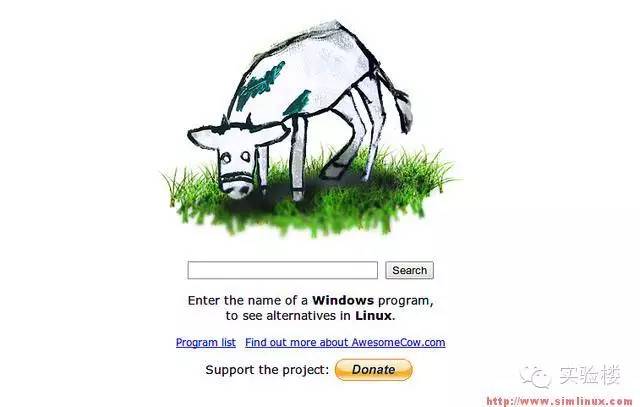 Search
Enter the name of a Windows program,
to see alternatives in Linux.
Program list Find out more about AwesomeCow.com
Support the project: Donate
实验楼
http://www.simlinux.com